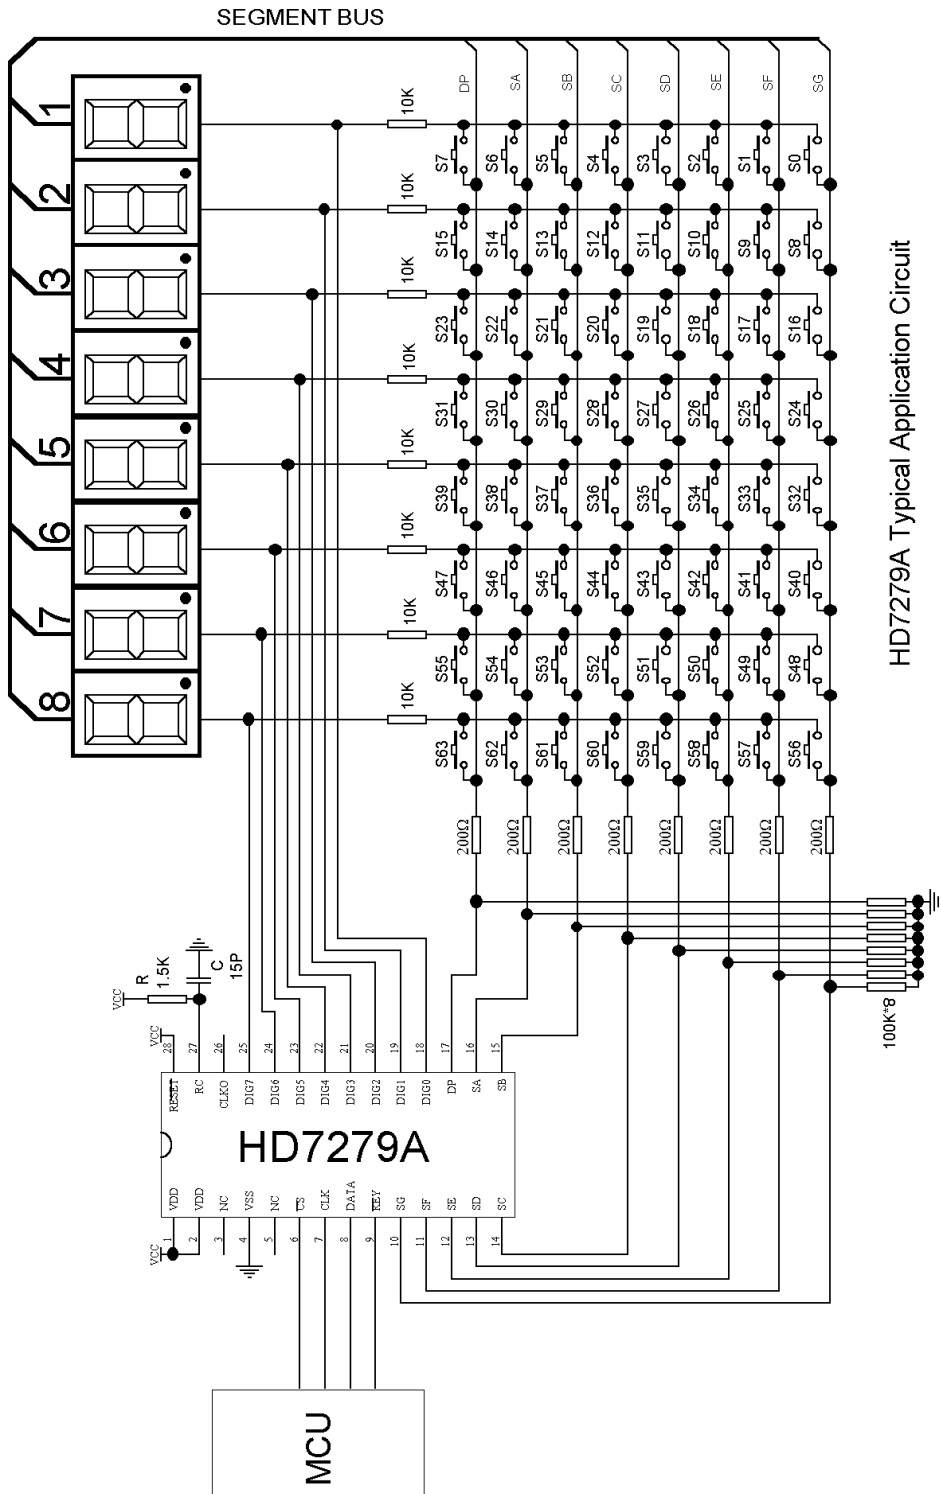 SEGMENT BUS
DP SA SB SC SD SE SF SG
1 10K S7 S6 S5 S4 S3 S2 S1 S0
2 10K S15 S14 S13 S12 S11 S10 S9 S8
3 10K S23 S22 S21 S20 S19 S18 S17 S16
4 10K S31 S30 S29 S28 S27 S26 S25 S24
5 10K S39 S38 S37 S36 S35 S34 S33 S32
6 10K S47 S46 S45 S44 S43 S42 S41 S40
7 10K S55 S54 S53 S52 S51 S50 S49 S48
8 10K S63 S62 S61 S60 S59 S58 S57 S56
200Ω 200Ω 200Ω 200Ω 200Ω 200Ω 200Ω 200Ω
HD7279A Typical Application Circuit
100K*8
VCC R 1.5K C 15P
VCC
28 27 26 25 24 23 22 21 20 19 18 17 16 15
RESET RC CLKO DIG7 DIG6 DIG5 DIG4 DIG3 DIG2 DIG1 DIG0 DP SA SB
HD7279A
VDD VDD NC VSS NC CS CLK DATA KEY SG SF SE SD SC
1 2 3 4 5 6 7 8 9 10 11 12 13 14
VCC
MCU